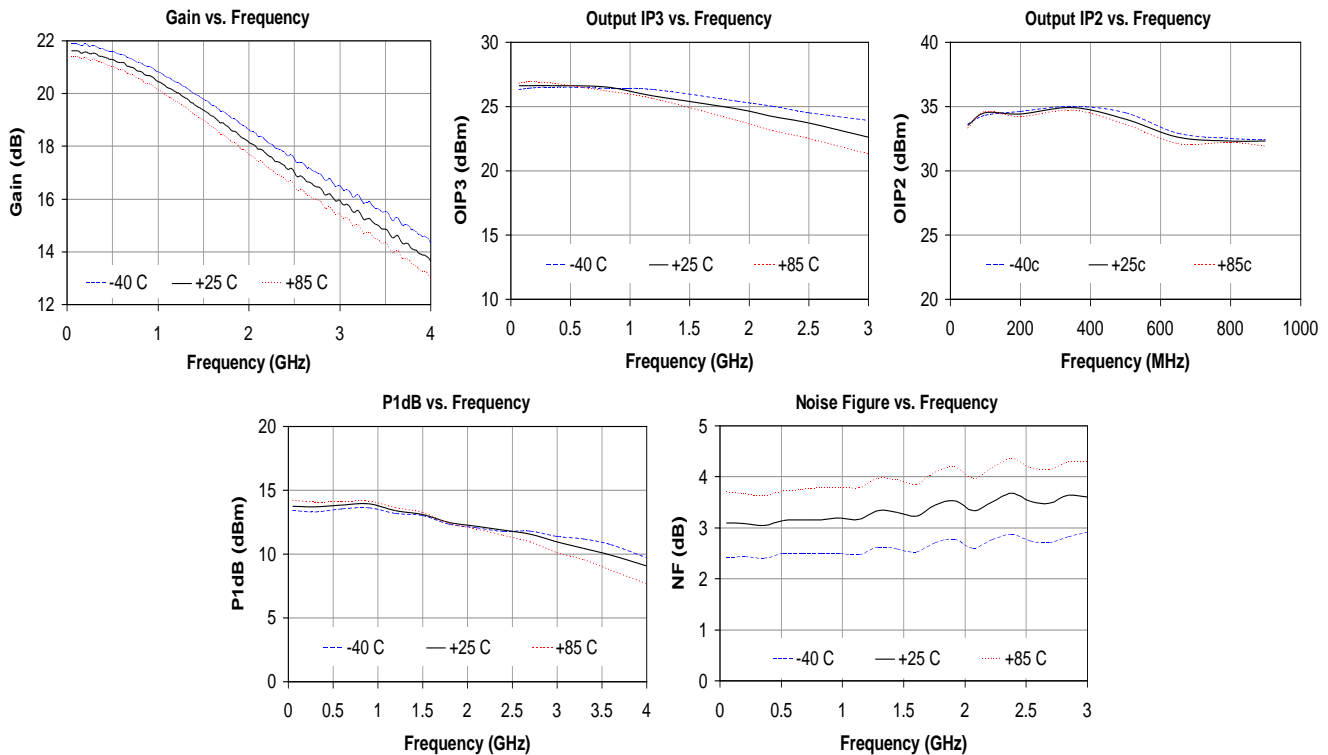 Gain vs. Frequency
22
20
18
16
14
12
Gain (dB)
-40 C
+25 C
+85 C
0
1
2
3
4
Frequency (GHz)
Output IP3 vs. Frequency
30
25
20
15
10
OIP3 (dBm)
-40 C
+25 C
+85 C
0
0.5
1
1.5
2
2.5
3
Frequency (GHz)
Output IP2 vs. Frequency
40
35
30
25
20
OIP2 (dBm)
-40c
+25c
+85c
0
200
400
600
800
1000
Frequency (MHz)
P1dB vs. Frequency
20
15
10
5
0
P1dB (dBm)
-40 C
+25 C
+85 C
0
0.5
1
1.5
2
2.5
3
3.5
4
Frequency (GHz)
Noise Figure vs. Frequency
5
4
3
2
1
0
NF (dB)
-40 C
+25 C
+85 C
0
0.5
1
1.5
2
2.5
3
Frequency (GHz)